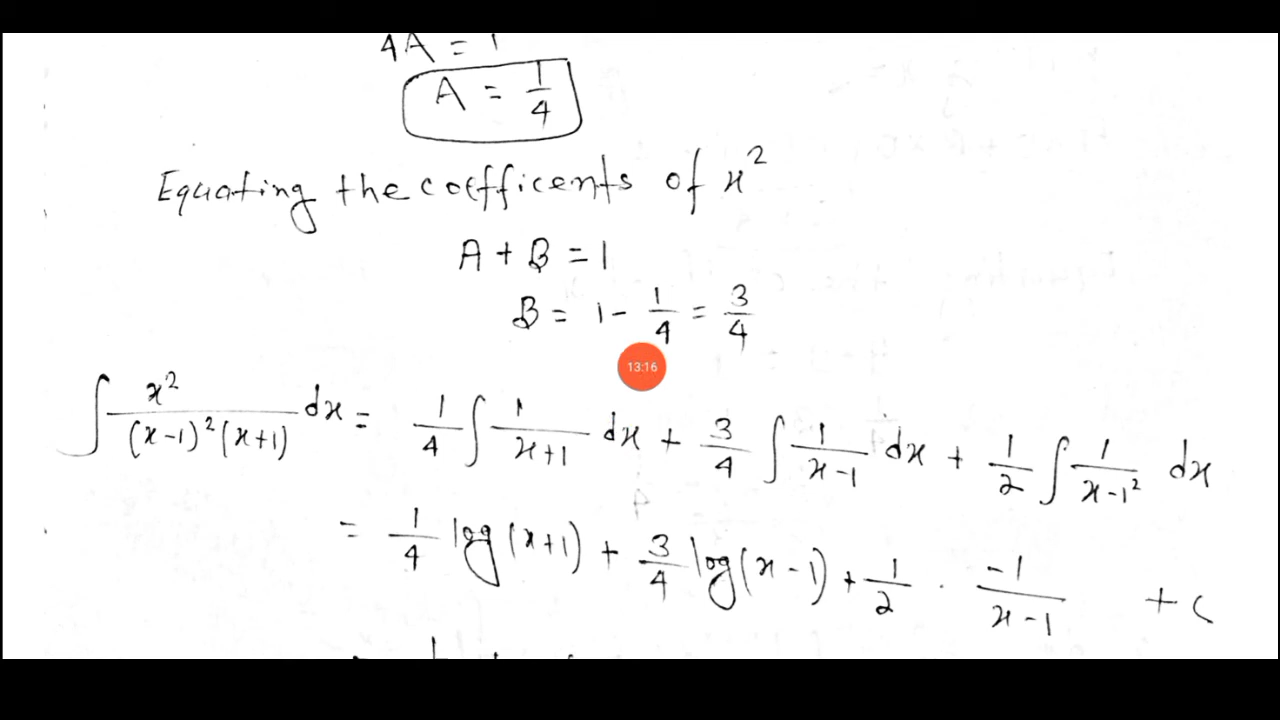 4A = 1
A = 1/4
Equating the coefficents of x²
A + B = 1
B = 1 - 1/4 = 3/4
13:16
∫ x²/((x-1)²(x+1)) dx = 1/4 ∫ 1/(x+1) dx + 3/4 ∫ 1/(x-1) dx + 1/2 ∫ 1/(x-1²) dx
= 1/4 log(x+1) + 3/4 log(x-1) + 1/2 · -1/(x-1) + c